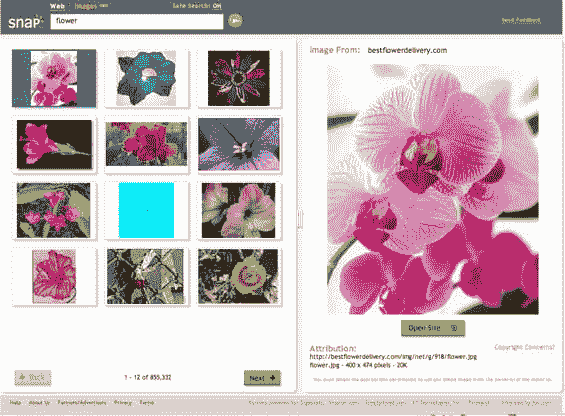 Web Images
Safe Search: ON
snap
flower
Send Feedback
Image From: bestflowerdelivery.com
Open Site
Attribution:
Copyright Concerns?
http://bestflowerdelivery.com/img/net/g/918/flower.jpg
flower.jpg - 400 x 474 pixels - 20K
Back
1 - 12 of 855,332
Next
Help About Us Partners/Advertisers Privacy Terms